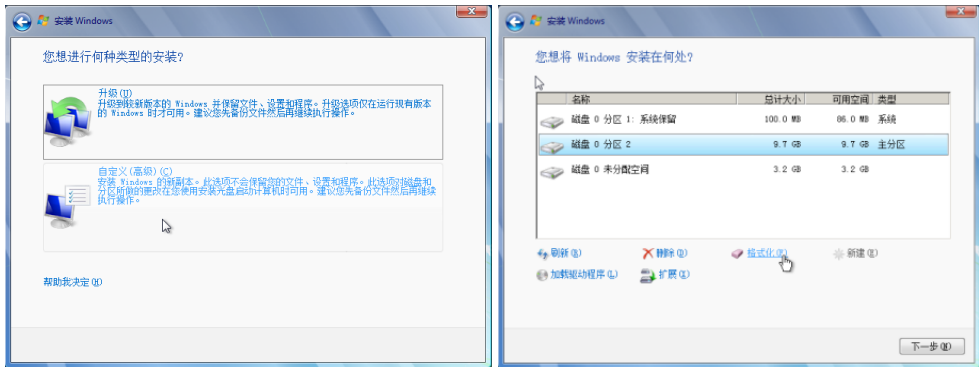 安装 Windows
您想进行何种类型的安装?
升级(U)
升级到较新版本的 Windows 并保留文件、设置和程序。升级选项仅在运行现有版本
的 Windows 时才可用。建议您先备份文件然后再继续执行操作。
自定义(高级)(C)
安装 Windows 的新副本。此选项不会保留您的文件、设置和程序。此选项对磁盘和
分区所做的更改在您使用安装光盘启动计算机时可用。建议您先备份文件然后再继续
执行操作。
帮助我决定(H)
安装 Windows
您想将 Windows 安装在何处?
名称 总计大小 可用空间 类型
磁盘 0 分区 1: 系统保留 100.0 MB 86.0 MB 系统
磁盘 0 分区 2 9.7 GB 9.7 GB 主分区
磁盘 0 未分配空间 3.2 GB 3.2 GB
刷新(R) 删除(D) 格式化(F) 新建(E)
加载驱动程序(L) 扩展(X)
下一步(N)